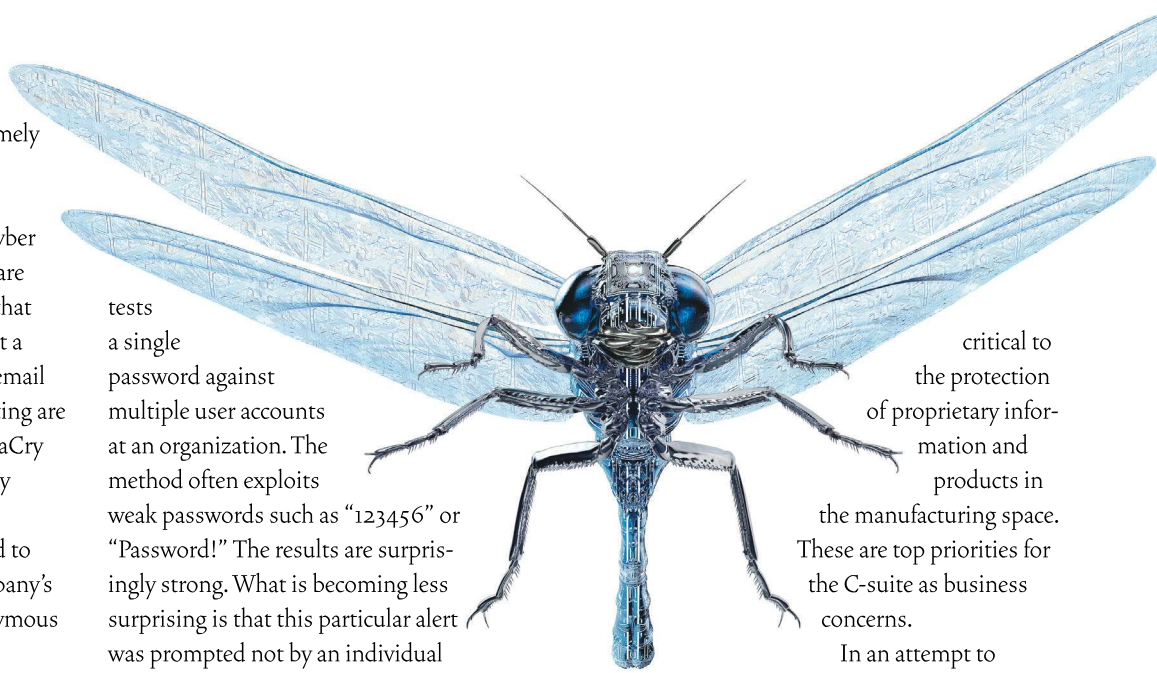 mely
yber
are
hat
t a
email
ting are
aCry
y
d to
pany's
ymous
tests
a single
password against
multiple user accounts
at an organization. The
method often exploits
weak passwords such as “123456” or
“Password!” The results are surpris-
ingly strong. What is becoming less
surprising is that this particular alert
was prompted not by an individual
critical to
the protection
of proprietary infor-
mation and
products in
the manufacturing space.
These are top priorities for
the C-suite as business
concerns.
In an attempt to